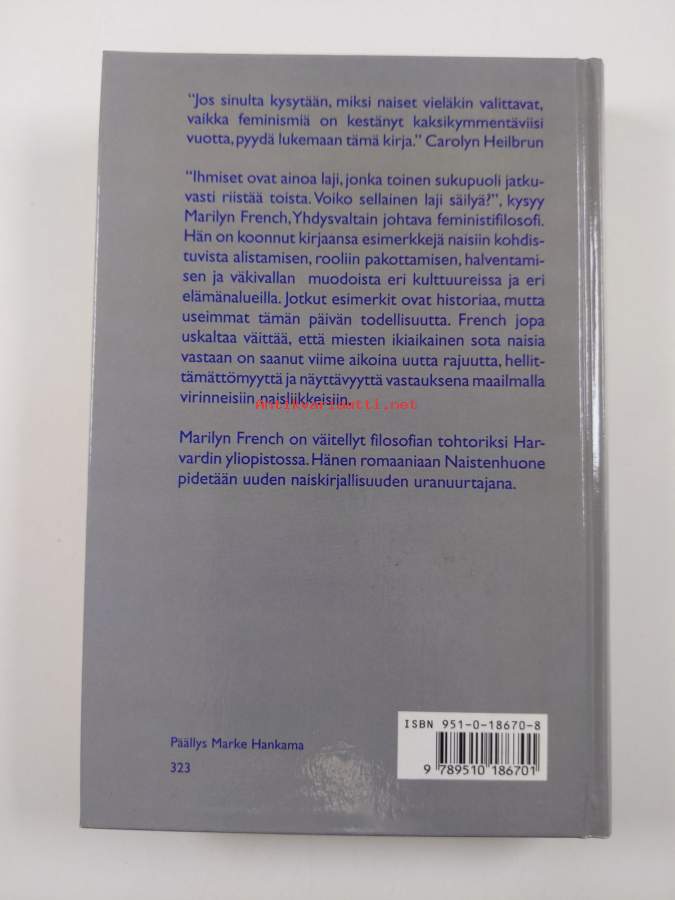 "Jos sinulta kysytään, miksi naiset vieläkin valittavat,
vaikka feminismiä on kestänyt kaksikymmentäviisi
vuotta, pyydä lukemaan tämä kirja." Carolyn Heilbrun
"Ihmiset ovat ainoa laji, jonka toinen sukupuoli jatku-
vasti riistää toista. Voiko sellainen laji säilyä?", kysyy
Marilyn French, Yhdysvaltain johtava feministifilosofi.
Hän on koonnut kirjaansa esimerkkejä naisiin kohdis-
tuvista alistamisen, rooliin pakottamisen, halventami-
sen ja väkivallan muodoista eri kulttuureissa ja eri
elämänalueilla. Jotkut esimerkit ovat historiaa, mutta
useimmat tämän päivän todellisuutta. French jopa
uskaltaa väittää, että miesten ikiaikainen sota naisia
vastaan on saanut viime aikoina uutta rajuutta, hellit-
tämättömyyttä ja näyttävyyttä vastauksena maailmalla
virinneisiin naisliikkeisiin.
Antikvariaatti.net
Marilyn French on väitellyt filosofian tohtoriksi Har-
vardin yliopistossa. Hänen romaaniaan Naistenhuone
pidetään uuden naiskirjallisuuden uranuurtajana.
ISBN 951-0-18670-8
9 789510 186701
Päällys Marke Hankama
323